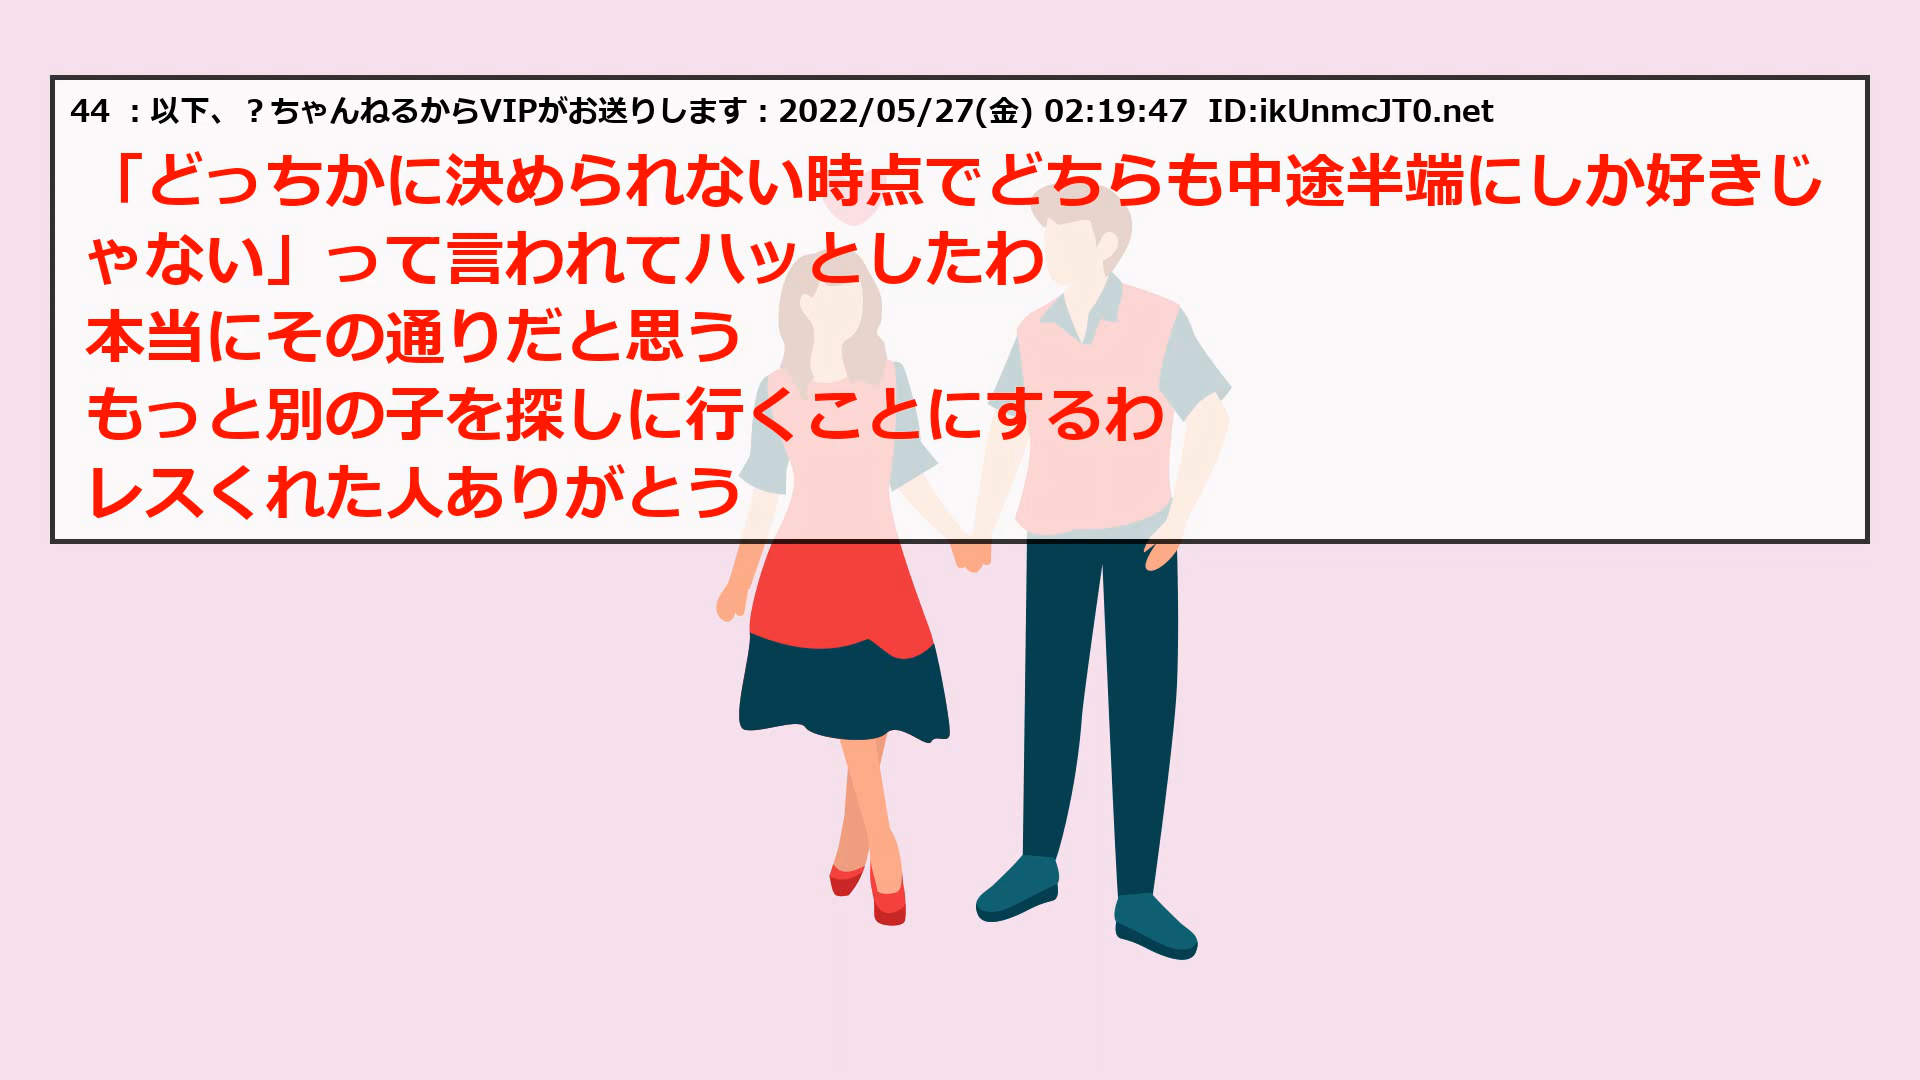 44 ：以下、？ちゃんねるからVIPがお送りします：2022/05/27(金) 02:19:47 ID:ikUnmcJT0.net
「どっちかに決められない時点でどちらも中途半端にしか好きじ
ゃない」って言われてハッとしたわ
本当にその通りだと思う
もっと別の子を探しに行くことにするわ
レスくれた人ありがとう